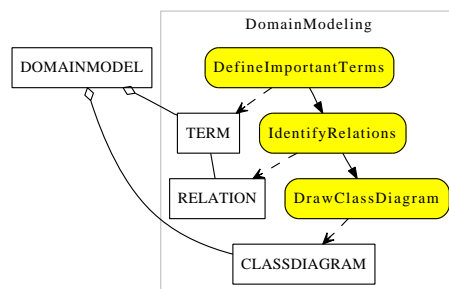 DomainModeling
DOMAINMODEL
DefineImportantTerms
TERM
IdentifyRelations
RELATION
DrawClassDiagram
CLASSDIAGRAM